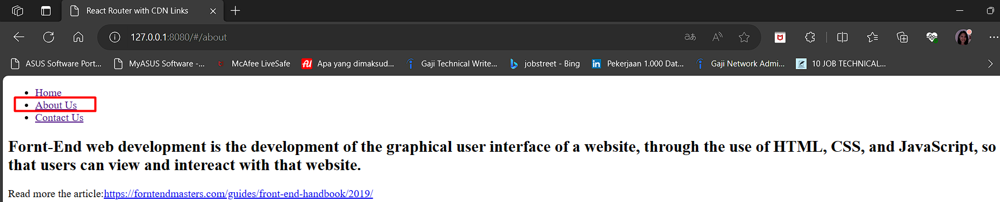 React Router with CDN Links
127.0.0.1:8080/#/about
aあ
A
ASUS Software Port...
MyASUS Software -...
McAfee LiveSafe
AI Apa yang dimaksud...
Gaji Technical Write...
jobstreet - Bing
in Pekerjaan 1.000 Dat...
Gaji Network Admi...
10 JOB TECHNICAL...
Home
About Us
Contact Us
Fornt-End web development is the development of the graphical user interface of a website, through the use of HTML, CSS, and JavaScript, so
that users can view and intereact with that website.
Read more the article:https://forntendmasters.com/guides/front-end-handbook/2019/